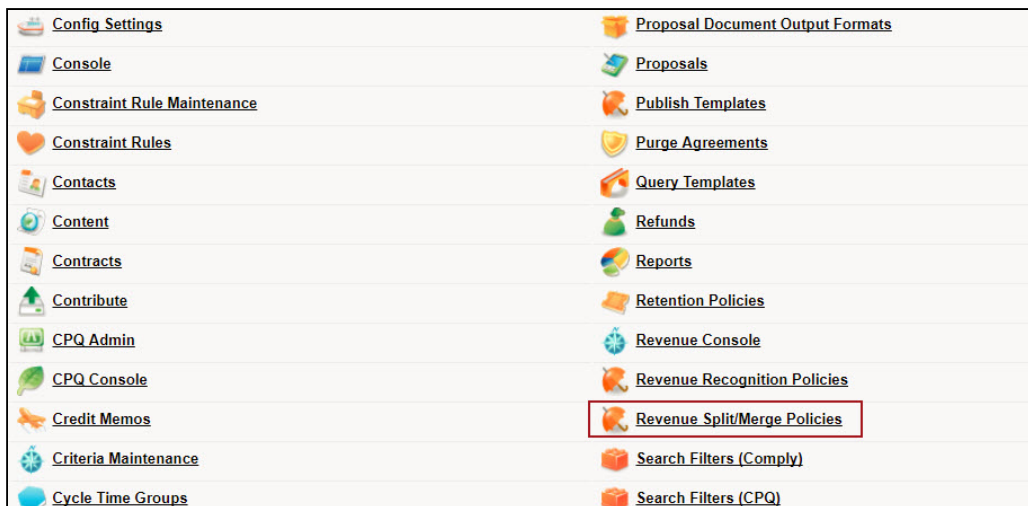 Config Settings
Console
Constraint Rule Maintenance
Constraint Rules
Contacts
Content
Contracts
Contribute
CPQ Admin
CPQ Console
Credit Memos
Criteria Maintenance
Cycle Time Groups
Proposal Document Output Formats
Proposals
Publish Templates
Purge Agreements
Query Templates
Refunds
Reports
Retention Policies
Revenue Console
Revenue Recognition Policies
Revenue Split/Merge Policies
Search Filters (Comply)
Search Filters (CPQ)